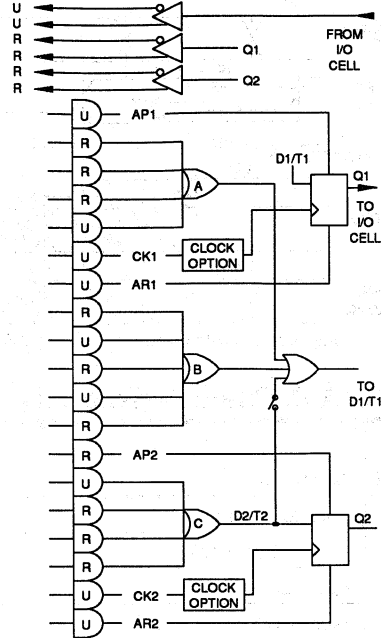 U
U
R
R
R
R
FROM
I/O
CELL
Q1
Q2
U AP1
R
R A
R
U
U CK1 CLOCK
OPTION
U AR1
D1/T1
Q1
TO
I/O
CELL
R
U
R B
U
R
TO
D1/T1
R AP2
U
R C D2/T2
R
R
Q2
U CK2 CLOCK
OPTION
U AR2